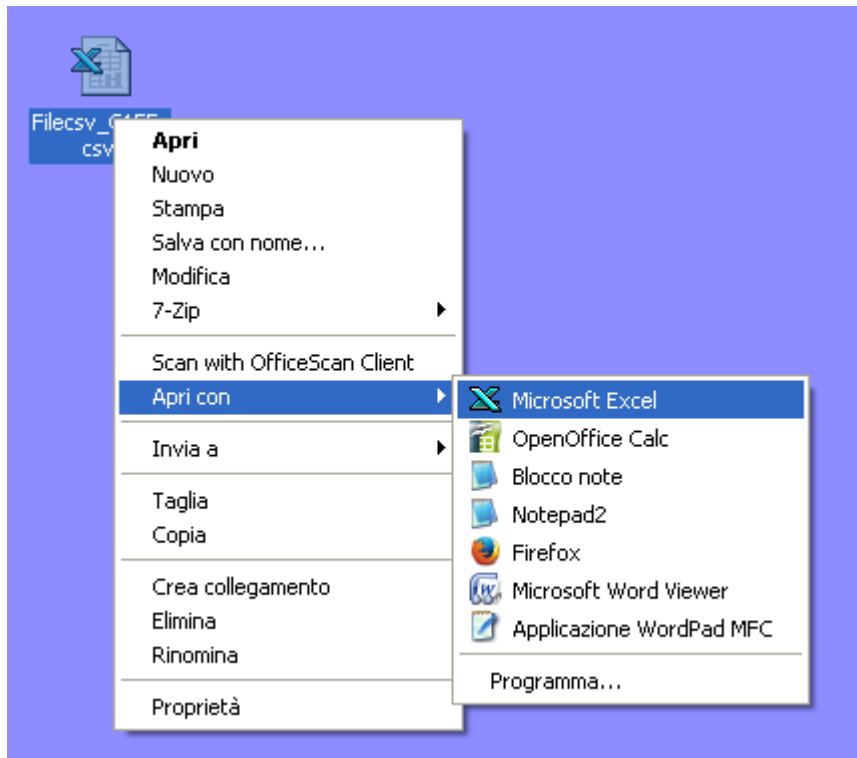 Filecsv_
csv
Apri
Nuovo
Stampa
Salva con nome...
Modifica
7-Zip
Scan with OfficeScan Client
Apri con
Invia a
Taglia
Copia
Crea collegamento
Elimina
Rinomina
Proprietà
Microsoft Excel
OpenOffice Calc
Blocco note
Notepad2
Firefox
Microsoft Word Viewer
Applicazione WordPad MFC
Programma...